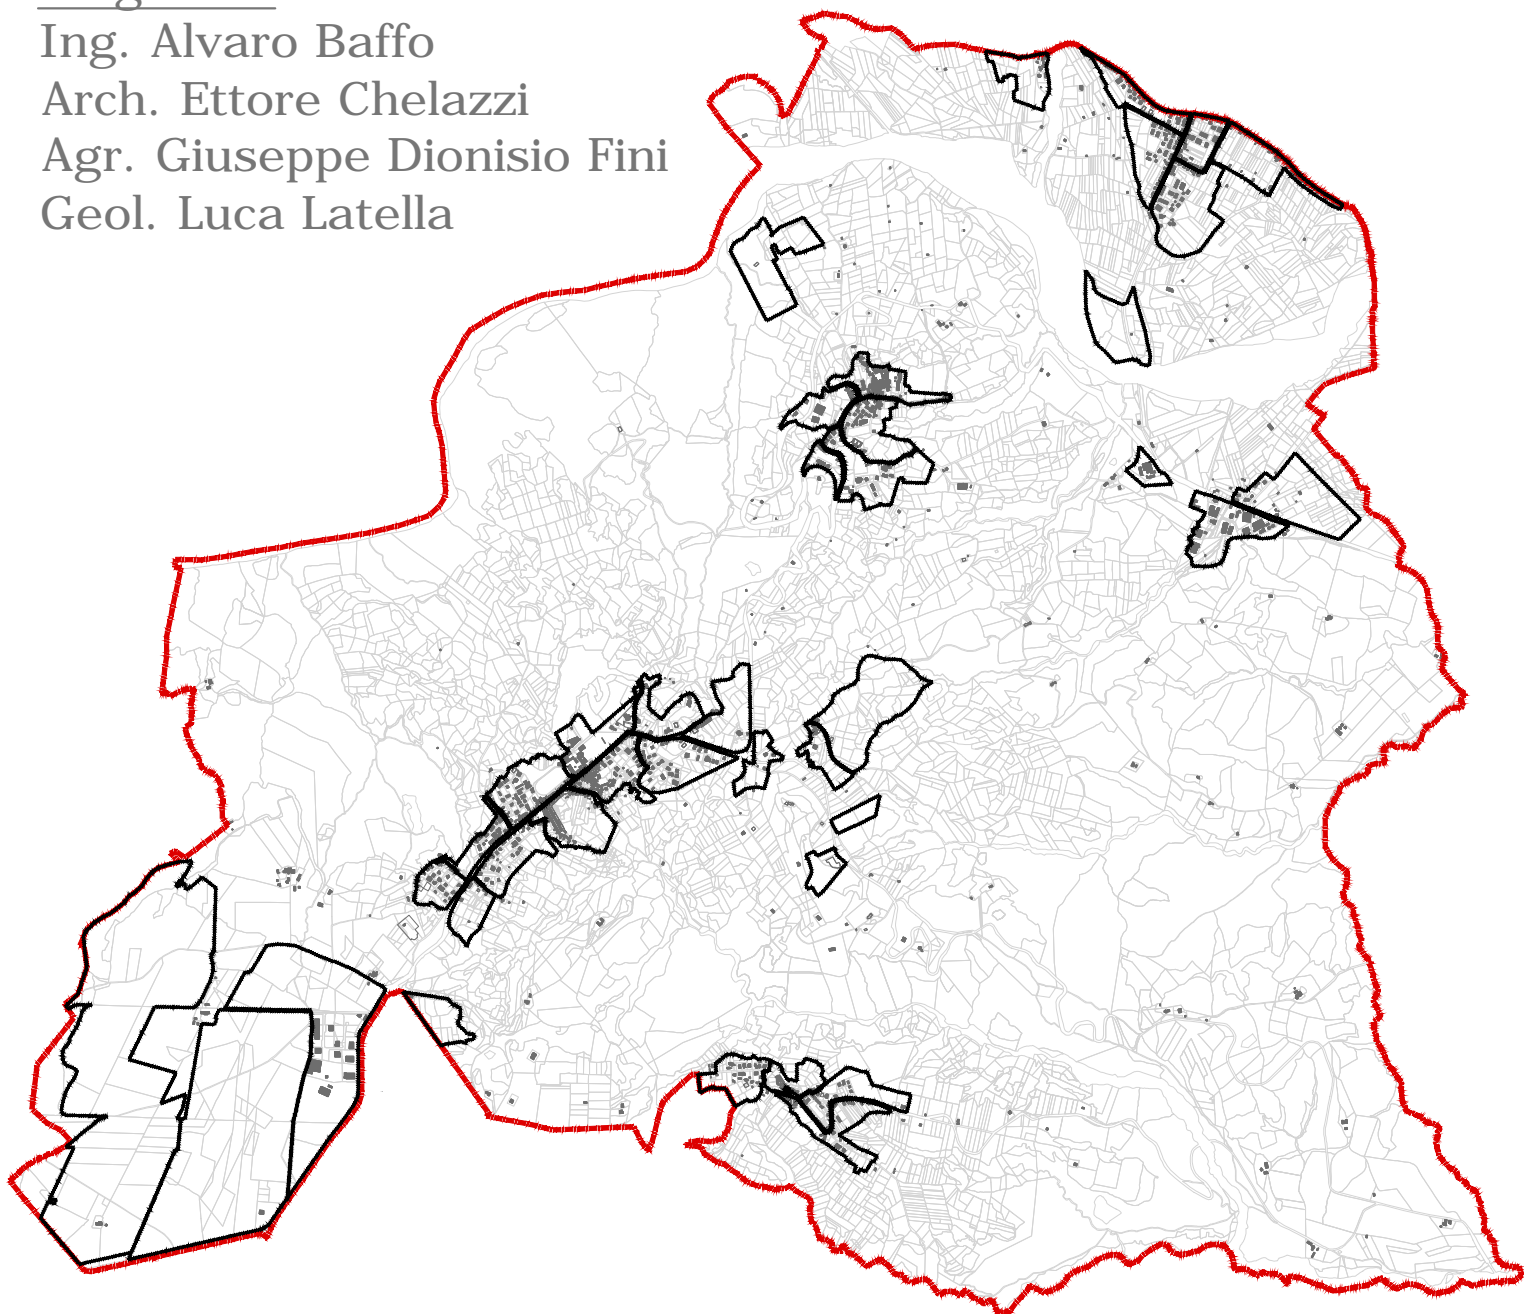 Ing. Alvaro Baffo
Arch. Ettore Chelazzi
Agr. Giuseppe Dionisio Fini
Geol. Luca Latella